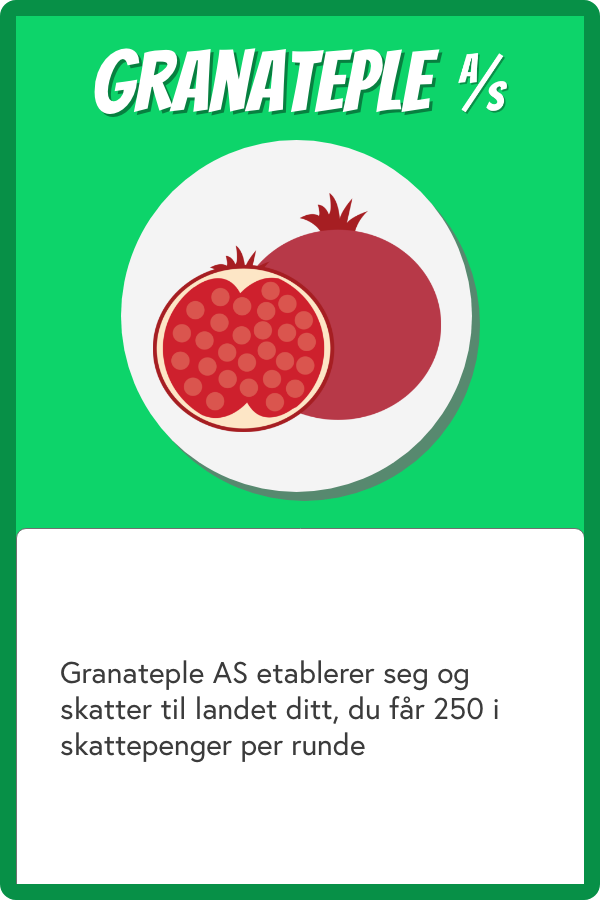 GRANATEPLE A/S
Granateple AS etablerer seg og
skatter til landet ditt, du får 250 i
skattepenger per runde